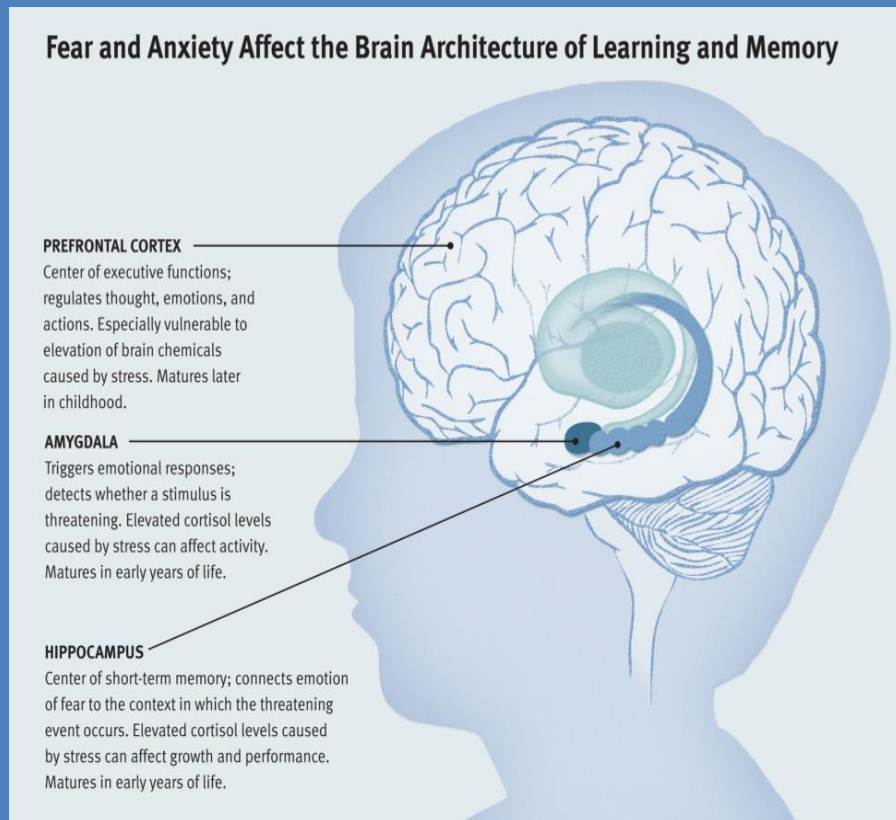 Fear and Anxiety Affect the Brain Architecture of Learning and Memory
PREFRONTAL CORTEX
Center of executive functions;
regulates thought, emotions, and
actions. Especially vulnerable to
elevation of brain chemicals
caused by stress. Matures later
in childhood.
AMYGDALA
Triggers emotional responses;
detects whether a stimulus is
threatening. Elevated cortisol levels
caused by stress can affect activity.
Matures in early years of life.
HIPPOCAMPUS
Center of short-term memory; connects emotion
of fear to the context in which the threatening
event occurs. Elevated cortisol levels caused
by stress can affect growth and performance.
Matures in early years of life.